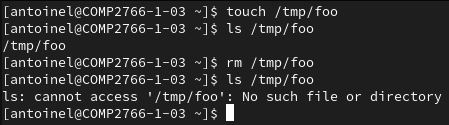 [antoinel@COMP2766-1-03 ~]$ touch /tmp/foo
[antoinel@COMP2766-1-03 ~]$ ls /tmp/foo
/tmp/foo
[antoinel@COMP2766-1-03 ~]$ rm /tmp/foo
[antoinel@COMP2766-1-03 ~]$ ls /tmp/foo
ls: cannot access '/tmp/foo': No such file or directory
[antoinel@COMP2766-1-03 ~]$